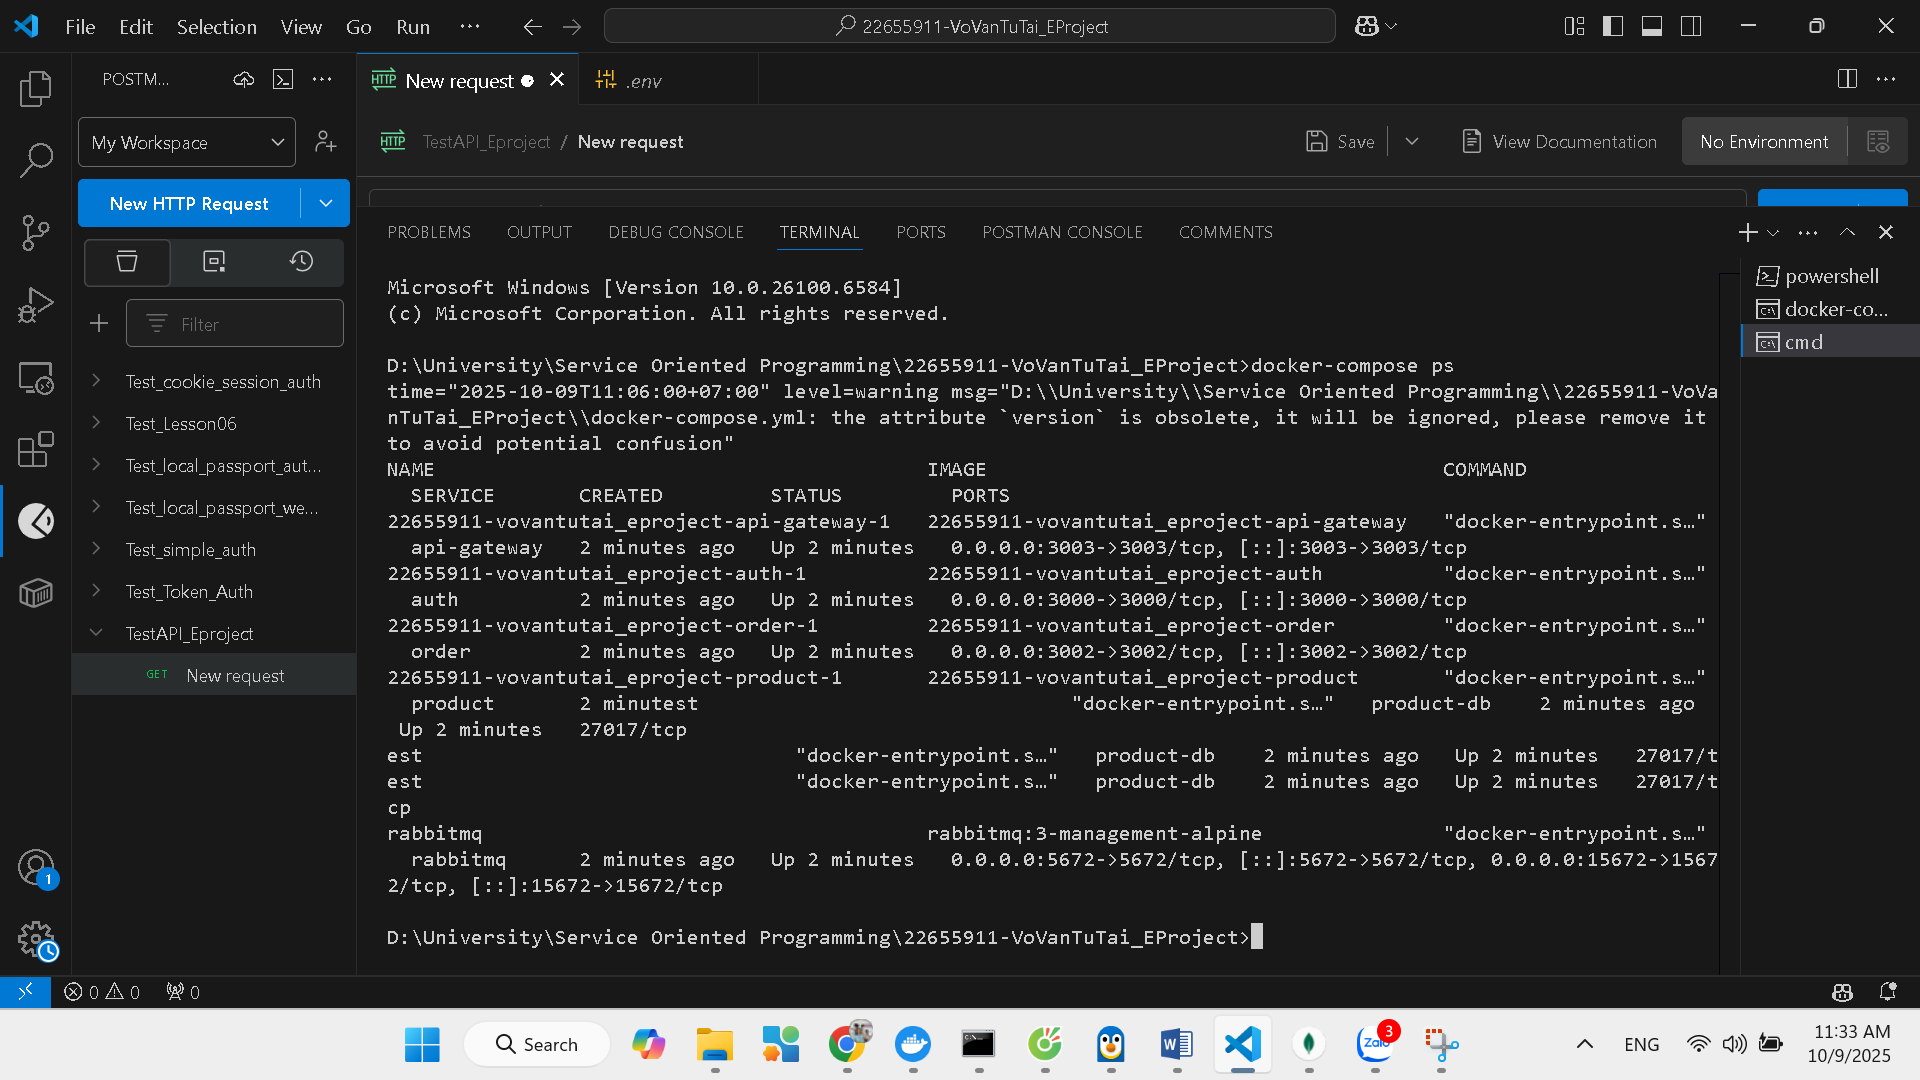 File Edit Selection View Go Run ···
22655911-VoVanTuTai_EProject
POSTM...
New request
.env
My Workspace
TestAPI_Eproject / New request
Save
View Documentation
No Environment
New HTTP Request
PROBLEMS OUTPUT DEBUG CONSOLE TERMINAL PORTS POSTMAN CONSOLE COMMENTS
Filter
Test_cookie_session_auth
Test_Lesson06
Test_local_passport_aut...
Test_local_passport_we...
Test_simple_auth
Test_Token_Auth
TestAPI_Eproject
GET New request
Microsoft Windows [Version 10.0.26100.6584]
(c) Microsoft Corporation. All rights reserved.
D:\University\Service Oriented Programming\22655911-VoVanTuTai_EProject>docker-compose ps
time="2025-10-09T11:06:00+07:00" level=warning msg="D:\\University\\Service Oriented Programming\\22655911-VoVa
nTuTai_EProject\\docker-compose.yml: the attribute `version` is obsolete, it will be ignored, please remove it
to avoid potential confusion"
NAME IMAGE COMMAND
SERVICE CREATED STATUS PORTS
22655911-vovantutai_eproject-api-gateway-1 22655911-vovantutai_eproject-api-gateway "docker-entrypoint.s…"
api-gateway 2 minutes ago Up 2 minutes 0.0.0.0:3003->3003/tcp, [::]:3003->3003/tcp
22655911-vovantutai_eproject-auth-1 22655911-vovantutai_eproject-auth "docker-entrypoint.s…"
auth 2 minutes ago Up 2 minutes 0.0.0.0:3000->3000/tcp, [::]:3000->3000/tcp
22655911-vovantutai_eproject-order-1 22655911-vovantutai_eproject-order "docker-entrypoint.s…"
order 2 minutes ago Up 2 minutes 0.0.0.0:3002->3002/tcp, [::]:3002->3002/tcp
22655911-vovantutai_eproject-product-1 22655911-vovantutai_eproject-product "docker-entrypoint.s…"
product 2 minutest "docker-entrypoint.s…" product-db 2 minutes ago
Up 2 minutes 27017/tcp
est "docker-entrypoint.s…" product-db 2 minutes ago Up 2 minutes 27017/t
est "docker-entrypoint.s…" product-db 2 minutes ago Up 2 minutes 27017/t
cp
rabbitmq rabbitmq:3-management-alpine "docker-entrypoint.s…"
rabbitmq 2 minutes ago Up 2 minutes 0.0.0.0:5672->5672/tcp, [::]:5672->5672/tcp, 0.0.0.0:15672->1567
2/tcp, [::]:15672->15672/tcp
D:\University\Service Oriented Programming\22655911-VoVanTuTai_EProject>
powershell
docker-co...
cmd
1
0 0 0
Search
Zalo
3
ENG
11:33 AM
10/9/2025